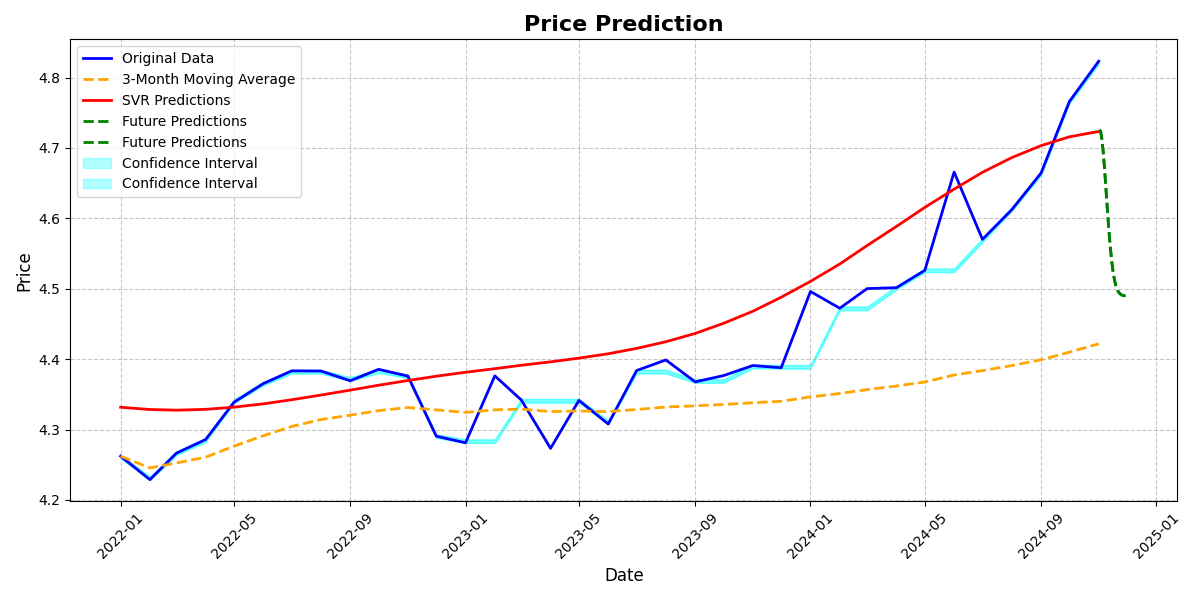 Price Prediction
Original Data
3-Month Moving Average
SVR Predictions
Future Predictions
Future Predictions
Confidence Interval
Confidence Interval
Price
4.8
4.7
4.6
4.5
4.4
4.3
4.2
2022-01
2022-05
2022-09
2023-01
2023-05
2023-09
2024-01
2024-05
2024-09
2025-01
Date